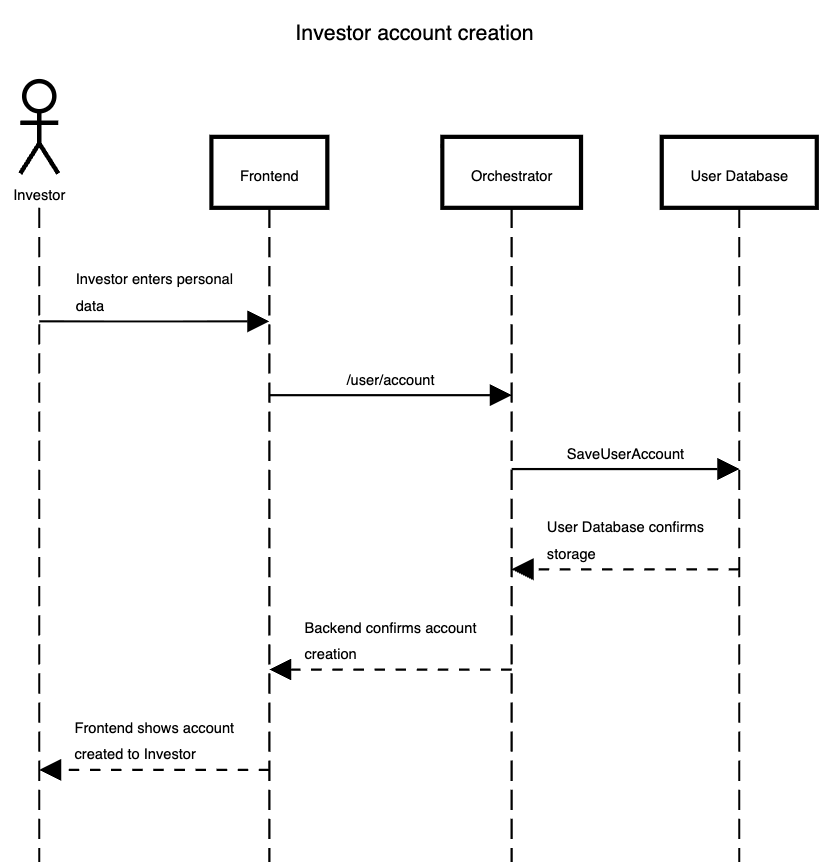 Investor account creation
Investor
Frontend
Orchestrator
User Database
Investor enters personal
data
/user/account
SaveUserAccount
User Database confirms
storage
Backend confirms account
creation
Frontend shows account
created to Investor